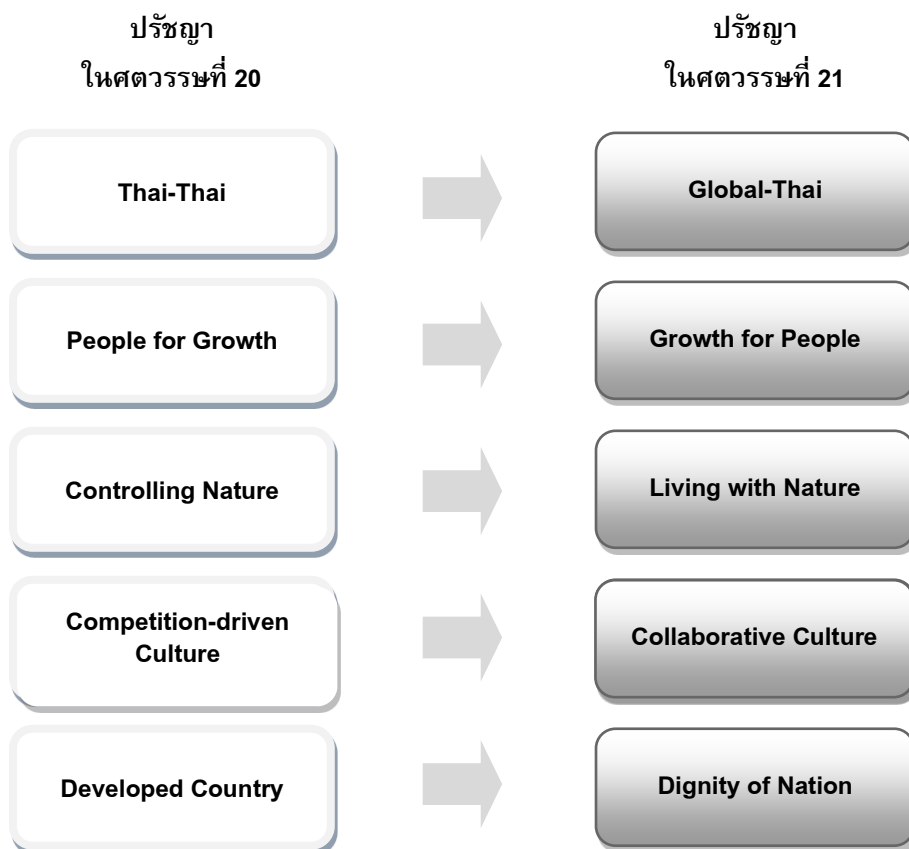 ปรัชญา
ในศตวรรษที่ 20
ปรัชญา
ในศตวรรษที่ 21
Thai-Thai
Global-Thai
People for Growth
Growth for People
Controlling Nature
Living with Nature
Competition-driven
Culture
Collaborative Culture
Developed Country
Dignity of Nation